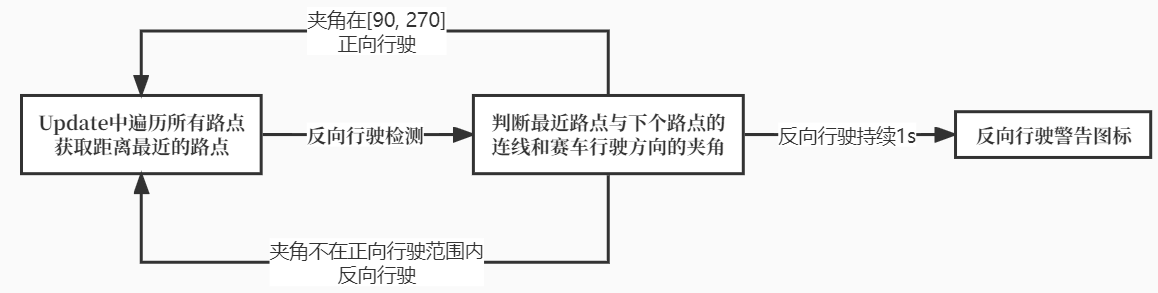 夹角在[90, 270]
正向行驶
Update中遍历所有路点
获取距离最近的路点
反向行驶检测
判断最近路点与下个路点的
连线和赛车行驶方向的夹角
反向行驶持续1s
反向行驶警告图标
夹角不在正向行驶范围内
反向行驶